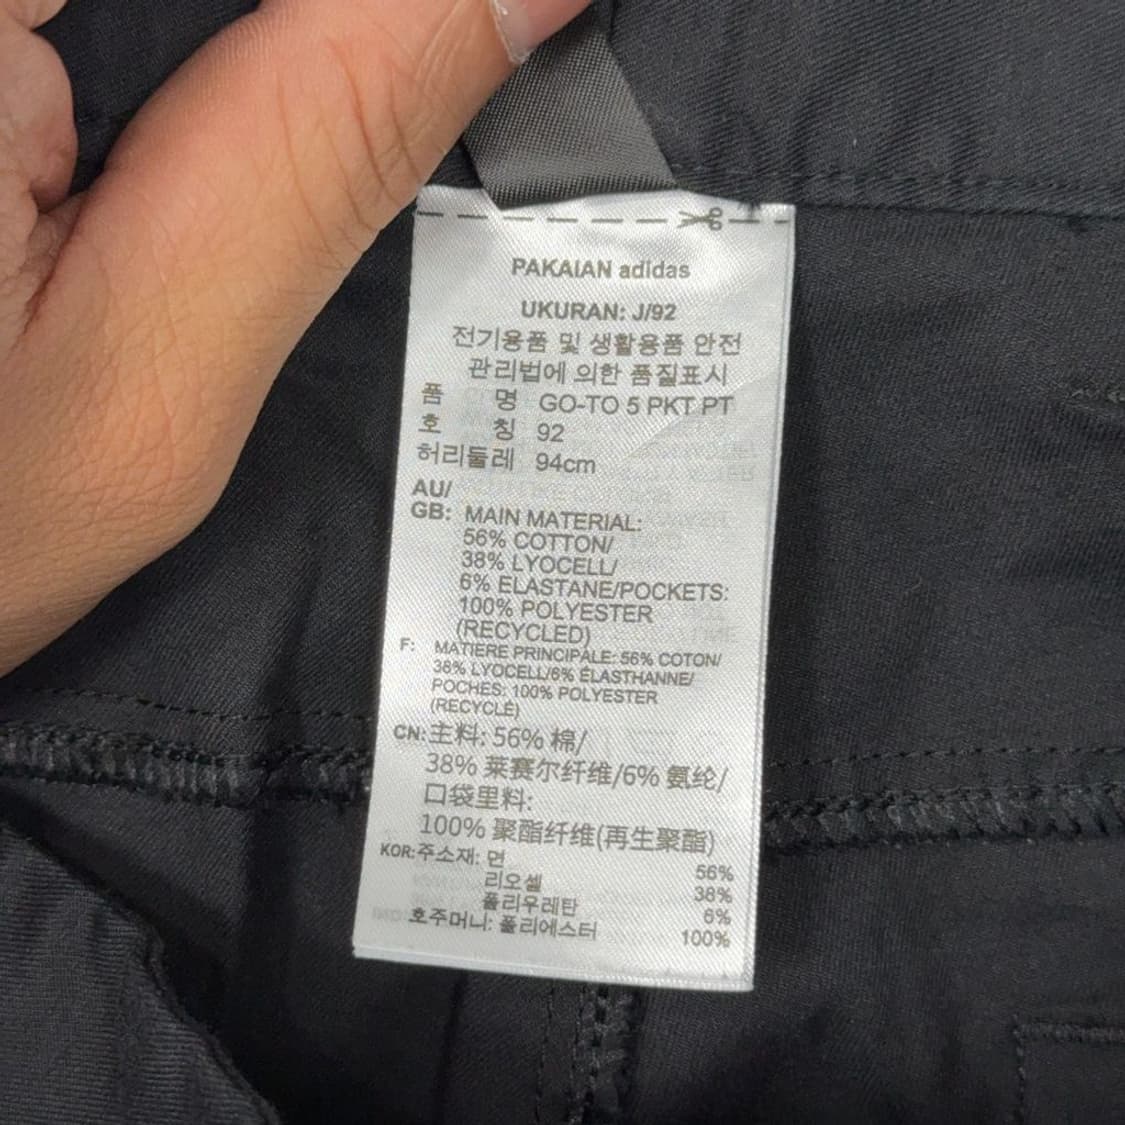 PAKAIAN adidas
UKURAN: J/92
전기용품 및 생활용품 안전
관리법에 의한 품질표시
품 명 GO-TO 5 PKT PT
호 칭 92
허리둘레 94cm
AU/
GB: MAIN MATERIAL:
56% COTTON/
38% LYOCELL/
6% ELASTANE/POCKETS:
100% POLYESTER
(RECYCLED)
F: MATIERE PRINCIPALE: 56% COTON/
38% LYOCELL/6% ÉLASTHANNE/
POCHES: 100% POLYESTER
(RECYCLÉ)
CN: 主料: 56% 棉/
38% 莱赛尔纤维/6% 氨纶/
口袋里料:
100% 聚酯纤维(再生聚酯)
KOR: 주소재: 면 56%
리오셀 38%
폴리우레탄 6%
호주머니: 폴리에스터 100%